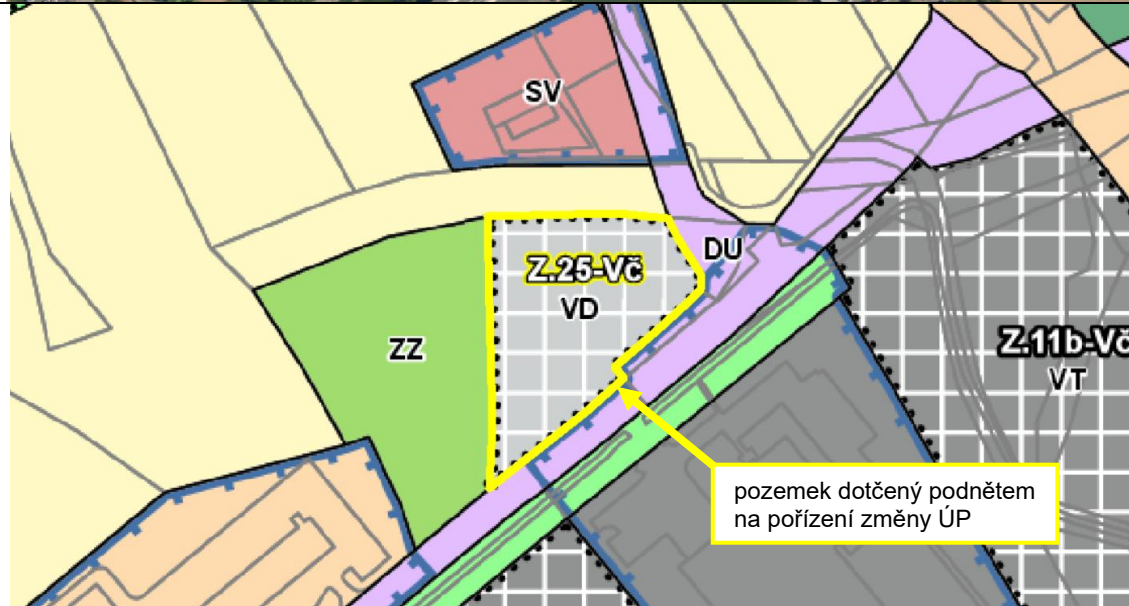 SV
Z.25-Vč
VD
DU
ZZ
Z.11b-Vč
VT
pozemek dotčený podnětem
na pořízení změny ÚP